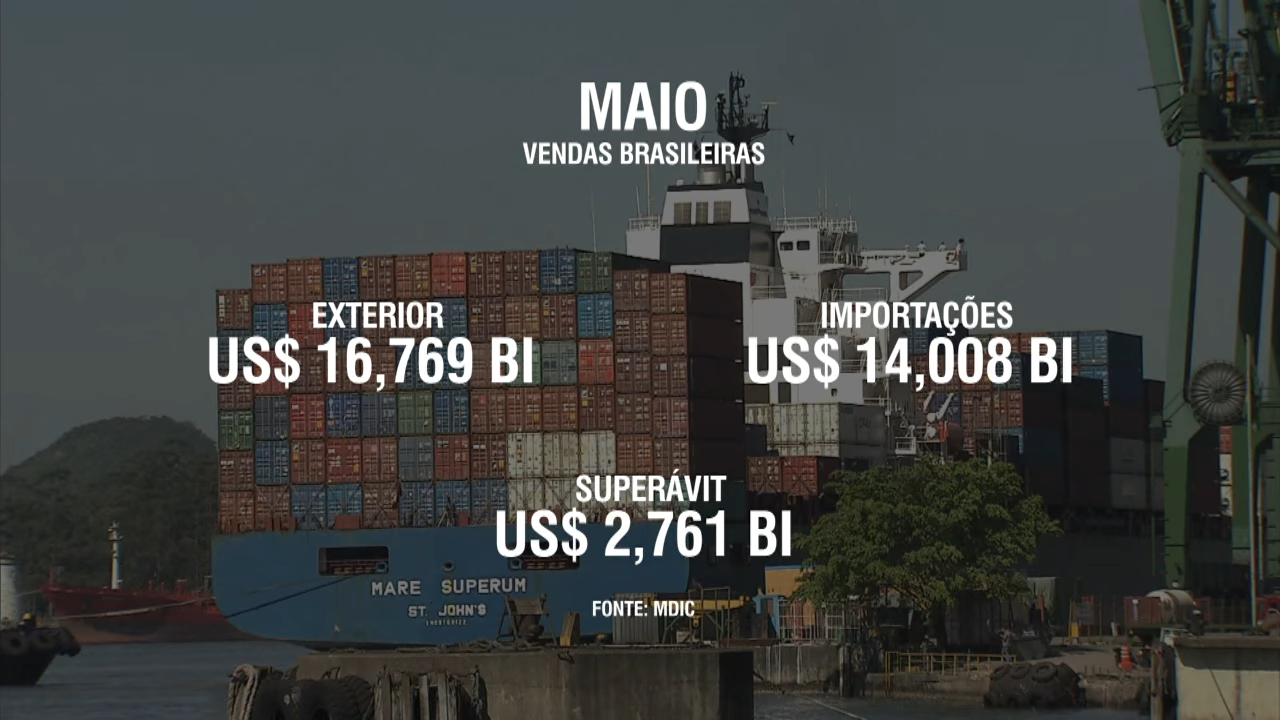 MAIO
VENDAS BRASILEIRAS
EXTERIOR
US$ 16,769 BI
IMPORTAÇÕES
US$ 14,008 BI
SUPERÁVIT
US$ 2,761 BI
MARE SUPERUM
ST. JOHN'S
FONTE: MDIC